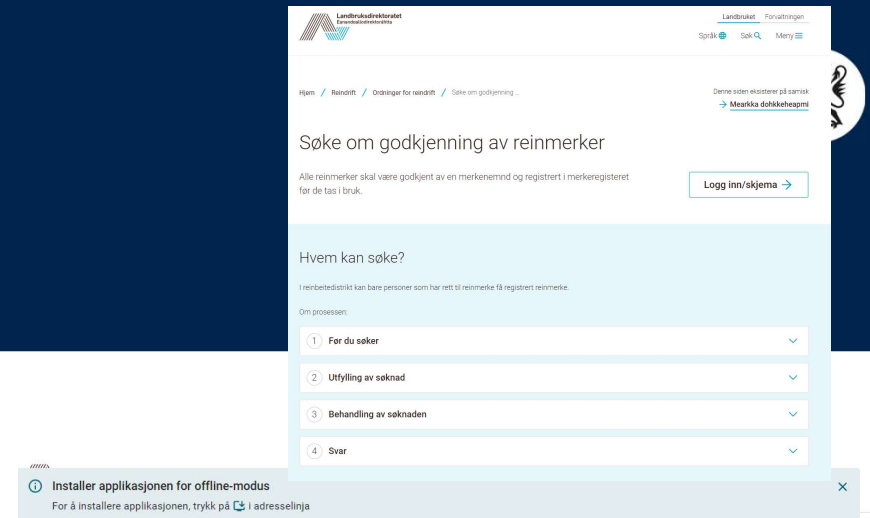 Landbruksdirektoratet
Eanandoallodirektoráhtta
Landbruket Forvaltningen
Språk Søk Meny
Hjem / Reindrift / Ordninger for reindrift / Søke om godkjenning ...
Denne siden eksisterer på samisk
→ Mearkka dohkkeheapmi
Søke om godkjenning av reinmerker
Alle reinmerker skal være godkjent av en merkenemnd og registrert i merkeregisteret
før de tas i bruk.
Logg inn/skjema →
Hvem kan søke?
I reinbeitedistrikt kan bare personer som har rett til reinmerke få registrert reinmerke.
Om prosessen:
1 Før du søker
2 Utfylling av søknad
3 Behandling av søknaden
4 Svar
Installer applikasjonen for offline-modus
For å installere applikasjonen, trykk på i adresselinja